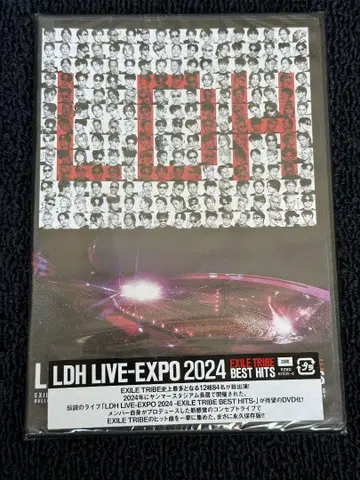 LDH
LDH LIVE-EXPO 2024 EXILE TRIBE BEST HITS
EXILE TRIBE史上最多となる12組84名が総出演!
2024年にヤンマースタジアム長居で開催された、
伝説のライブ「LDH LIVE-EXPO 2024 -EXILE TRIBE BEST HITS-」が待望のDVD化!
メンバー自身がプロデュースした新感覚のコンセプトライブで
EXILE TRIBEのヒット曲を一挙に集めた、まさに永久保存版!!